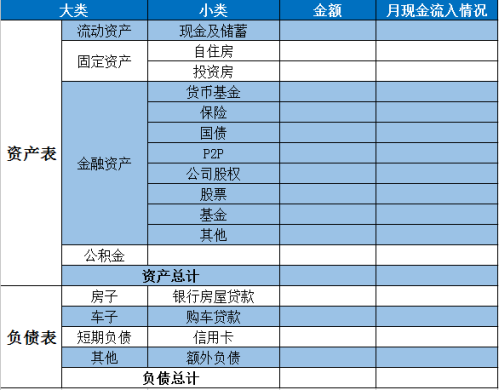 大类 小类 金额 月现金流入情况
资产表
流动资产 现金及储蓄
固定资产
自住房
投资房
金融资产
货币基金
保险
国债
P2P
公司股权
股票
基金
其他
公积金
资产总计
负债表
房子 银行房屋贷款
车子 购车贷款
短期负债 信用卡
其他 额外负债
负债总计